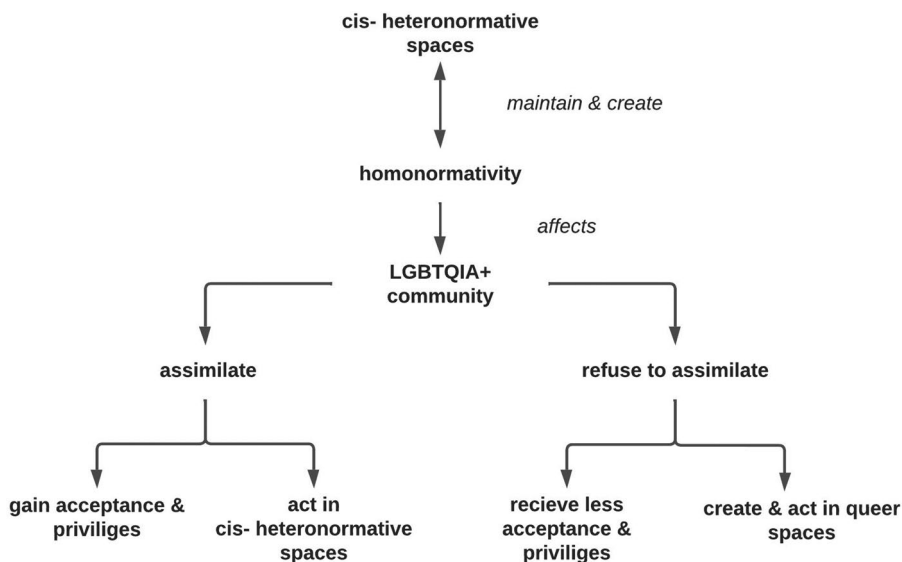 cis- heteronormative
spaces
maintain & create
homonormativity
affects
LGBTQIA+
community
assimilate
refuse to assimilate
gain acceptance &
priviliges
act in
cis- heteronormative
spaces
recieve less
acceptance &
priviliges
create & act in queer
spaces